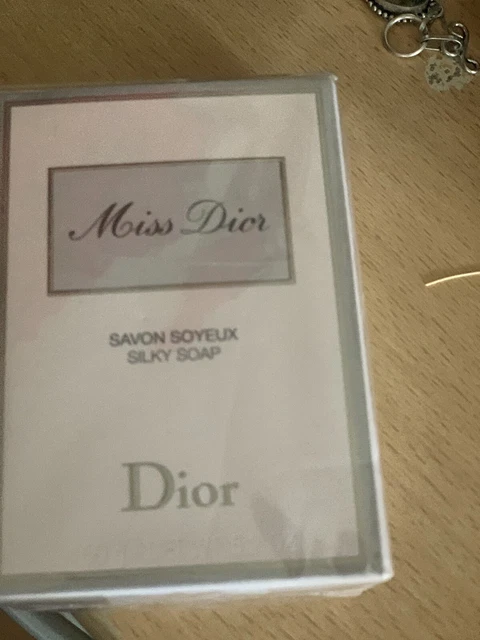 Miss Dior
SAVON SOYEUX
SILKY SOAP
Dior